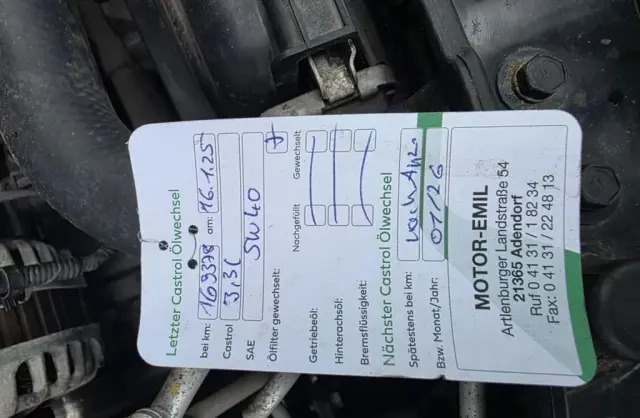 Letzter Castrol Ölwechsel
bei km: 169378 am: 16.1.25
Castrol 3,3l
SAE 5W40
Ölfilter gewechselt:
Nachgefüllt Gewechselt
Getriebeöl:
Hinterachsöl:
Bremsflüssigkeit:
Nächster Castrol Ölwechsel
Spätestens bei km: nach
Bzw. Monat/Jahr: 01/26
MOTOR-EMIL
Artlenburger Landstraße 54
21365 Adendorf
Ruf 0 41 31 / 1 82 34
Fax: 0 41 31 / 22 48 13